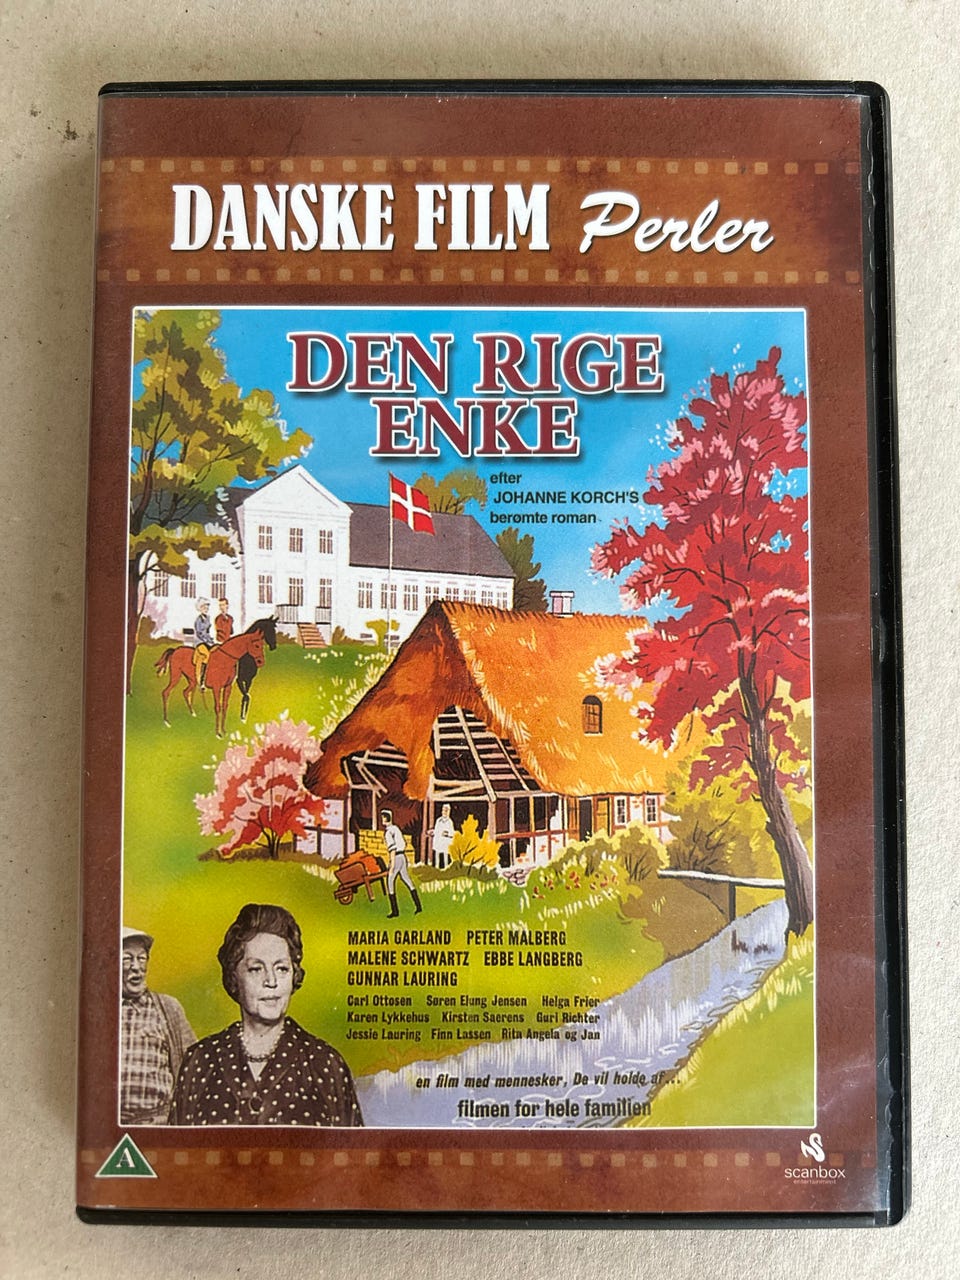 DANSKE FILM Perler
DEN RIGE
ENKE
efter
JOHANNE KORCH'S
berømte roman
MARIA GARLAND PETER MALBERG
MALENE SCHWARTZ EBBE LANGBERG
GUNNAR LAURING
Carl Ottosen Søren Elung Jensen Helga Frier
Karen Lykkehus Kirsten Saerens Guri Richter
Jessie Lauring Finn Lassen Rita Angela og Jan
en film med mennesker, De vil holde af...
filmen for hele familien
A
scanbox
entertainment